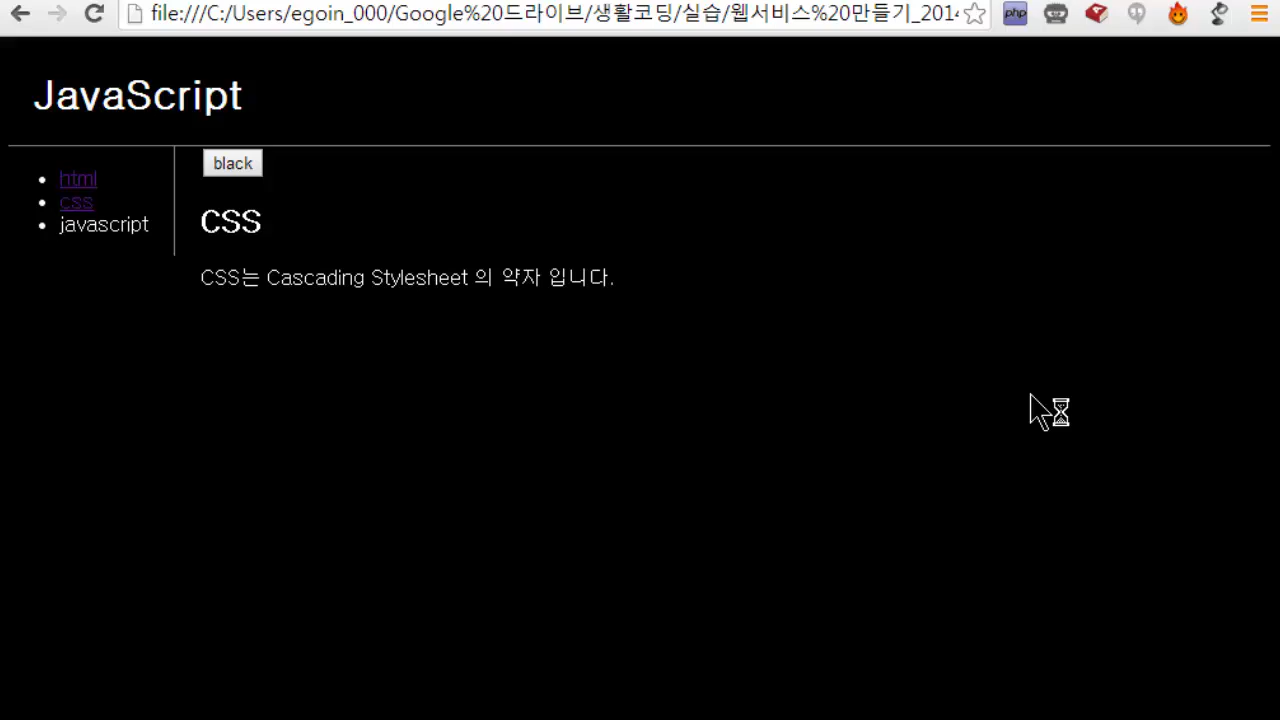 file:///C:/Users/egoin_000/Google%20드라이브/생활코딩/실습/웹서비스%20만들기_2014
php
JavaScript
html
css
javascript
black
CSS
CSS는 Cascading Stylesheet 의 약자 입니다.